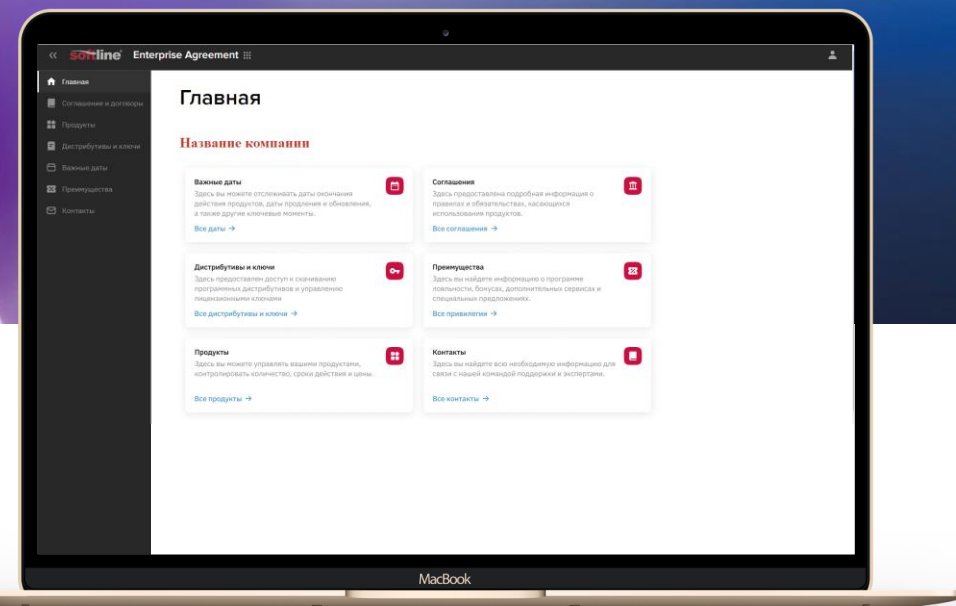 softline Enterprise Agreement
Главная
Соглашение и договоры
Продукты
Дистрибутивы и ключи
Важные даты
Преимущества
Контакты
Главная
Название компании
Важные даты
Здесь вы можете отслеживать даты окончания
действия продуктов, даты продления и обновления,
а также другие ключевые моменты.
Все даты →
Соглашения
Здесь предоставлена подробная информация о
правилах и обязательствах, касающихся
использования продуктов.
Все соглашения →
Дистрибутивы и ключи
Здесь предоставлен доступ к скачиванию
программных дистрибутивов и управлению
лицензионными ключами
Все дистрибутивы и ключи →
Преимущества
Здесь вы найдете информацию о программе
лояльности, бонусах, дополнительных сервисах и
специальных предложениях.
Все привилегии →
Продукты
Здесь вы можете управлять вашими продуктами,
контролировать количество, сроки действия и цены.
Все продукты →
Контакты
Здесь вы найдете всю необходимую информацию для
связи с нашей командой поддержки и экспертами.
Все контакты →
MacBook